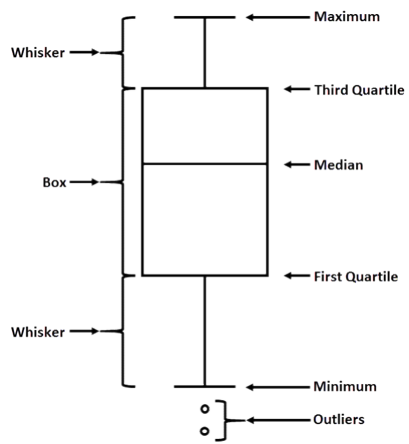 Maximum
Whisker
Third Quartile
Median
Box
First Quartile
Whisker
Minimum
Outliers